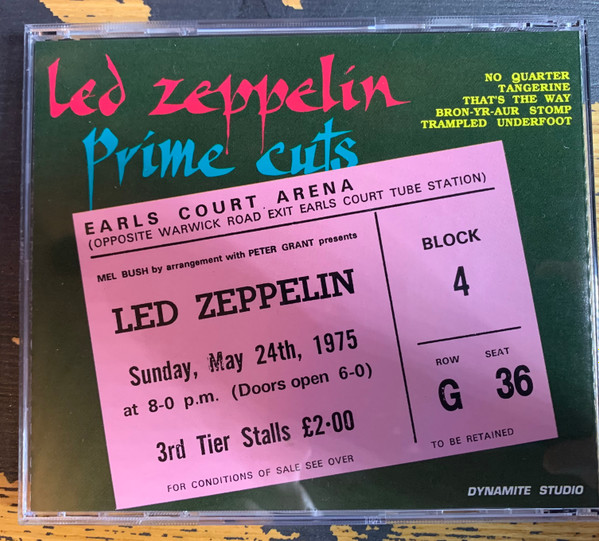 Led Zeppelin
Prime cuts
NO QUARTER
TANGERINE
THAT'S THE WAY
BRON-YR-AUR STOMP
TRAMPLED UNDERFOOT
EARLS COURT ARENA
(OPPOSITE WARWICK ROAD EXIT EARLS COURT TUBE STATION)
MEL BUSH by arrangement with PETER GRANT presents
LED ZEPPELIN
Sunday, May 24th, 1975
at 8-0 p.m. (Doors open 6-0)
3rd Tier Stalls £2·00
FOR CONDITIONS OF SALE SEE OVER
BLOCK
4
ROW SEAT
G 36
TO BE RETAINED
DYNAMITE STUDIO